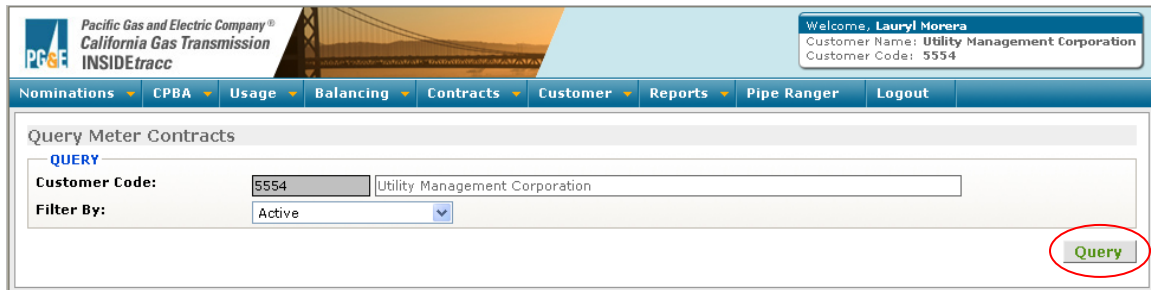 Pacific Gas and Electric Company®
California Gas Transmission
INSIDEtracc
PG&E
Welcome, Lauryl Morera
Customer Name: Utility Management Corporation
Customer Code: 5554
Nominations CPBA Usage Balancing Contracts Customer Reports Pipe Ranger Logout
Query Meter Contracts
QUERY
Customer Code: 5554 Utility Management Corporation
Filter By: Active
Query